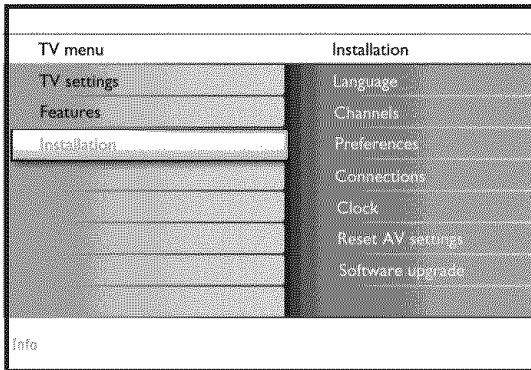 TV menu
Installation
TV settings
Language
Features
Channels
Installation
Preferences
Connections
Clock
Reset AV settings
Software upgrade
Info